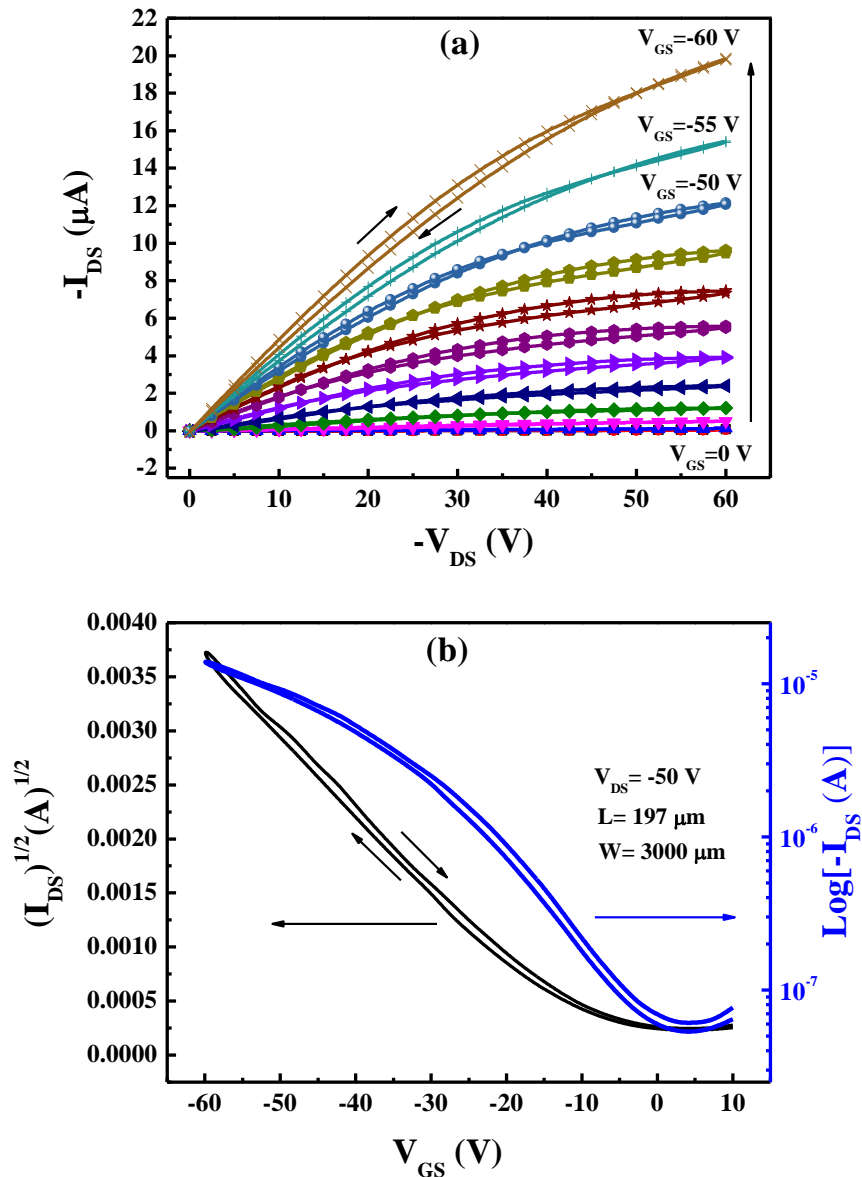 (a)
22
20
18
16
14
12
10
8
6
4
2
0
-2
-I_DS (µA)
V_GS=-60 V
V_GS=-55 V
V_GS=-50 V
V_GS=0 V
0 10 20 30 40 50 60
-V_DS (V)
(b)
0.0040
0.0035
0.0030
0.0025
0.0020
0.0015
0.0010
0.0005
0.0000
(I_DS)^1/2 (A)^1/2
V_DS= -50 V
L= 197 µm
W= 3000 µm
10^-5
10^-6
10^-7
Log[-I_DS (A)]
-60 -50 -40 -30 -20 -10 0 10
V_GS (V)